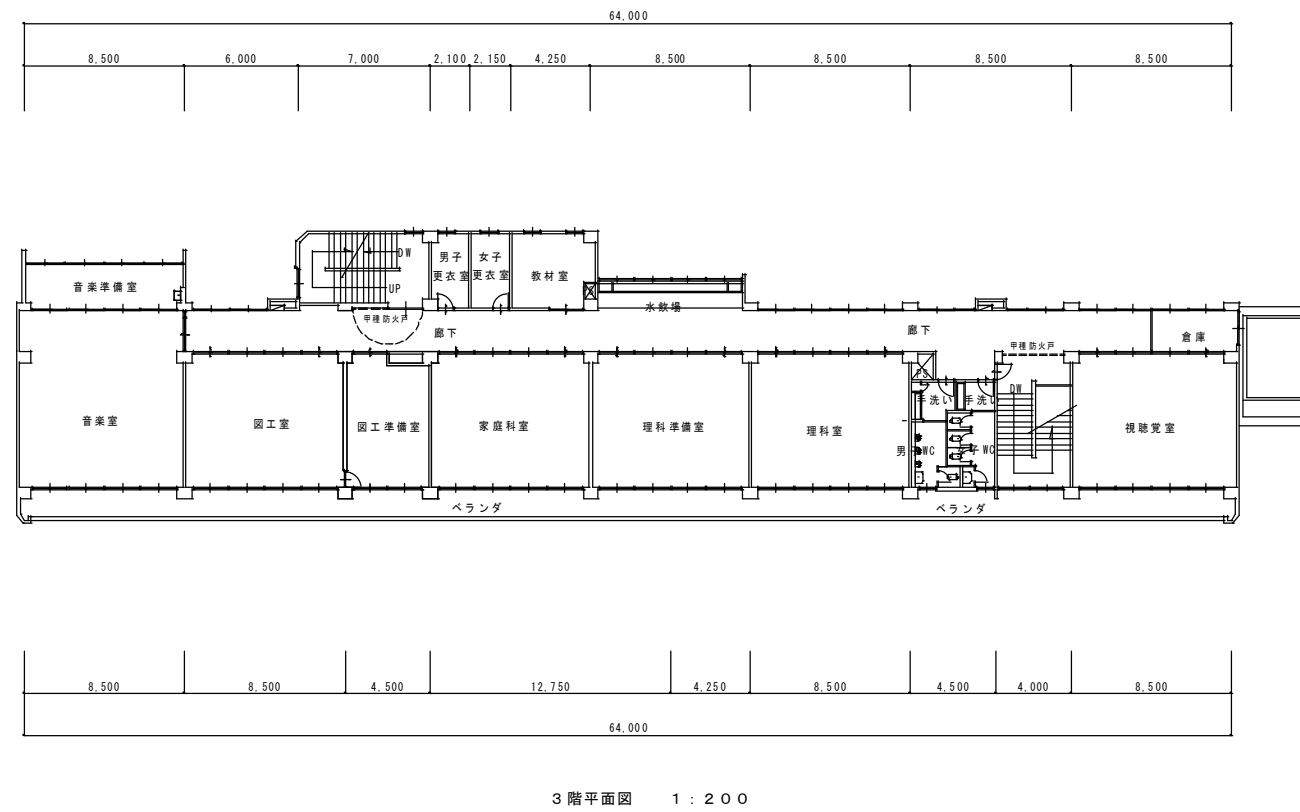 64,000
8,500 6,000 7,000 2,100 2,150 4,250 8,500 8,500 8,500 8,500
音楽準備室
DW
UP
男子
更衣室
女子
更衣室
教材室
水飲場
甲種防火戸
廊下
廊下
甲種防火戸
倉庫
PS
手洗い
手洗い
DW
音楽室
図工室
図工準備室
家庭科室
理科準備室
理科室
男子WC
女子WC
視聴覚室
ベランダ
ベランダ
8,500 8,500 4,500 12,750 4,250 8,500 4,500 4,000 8,500
64,000
3階平面図 1:200